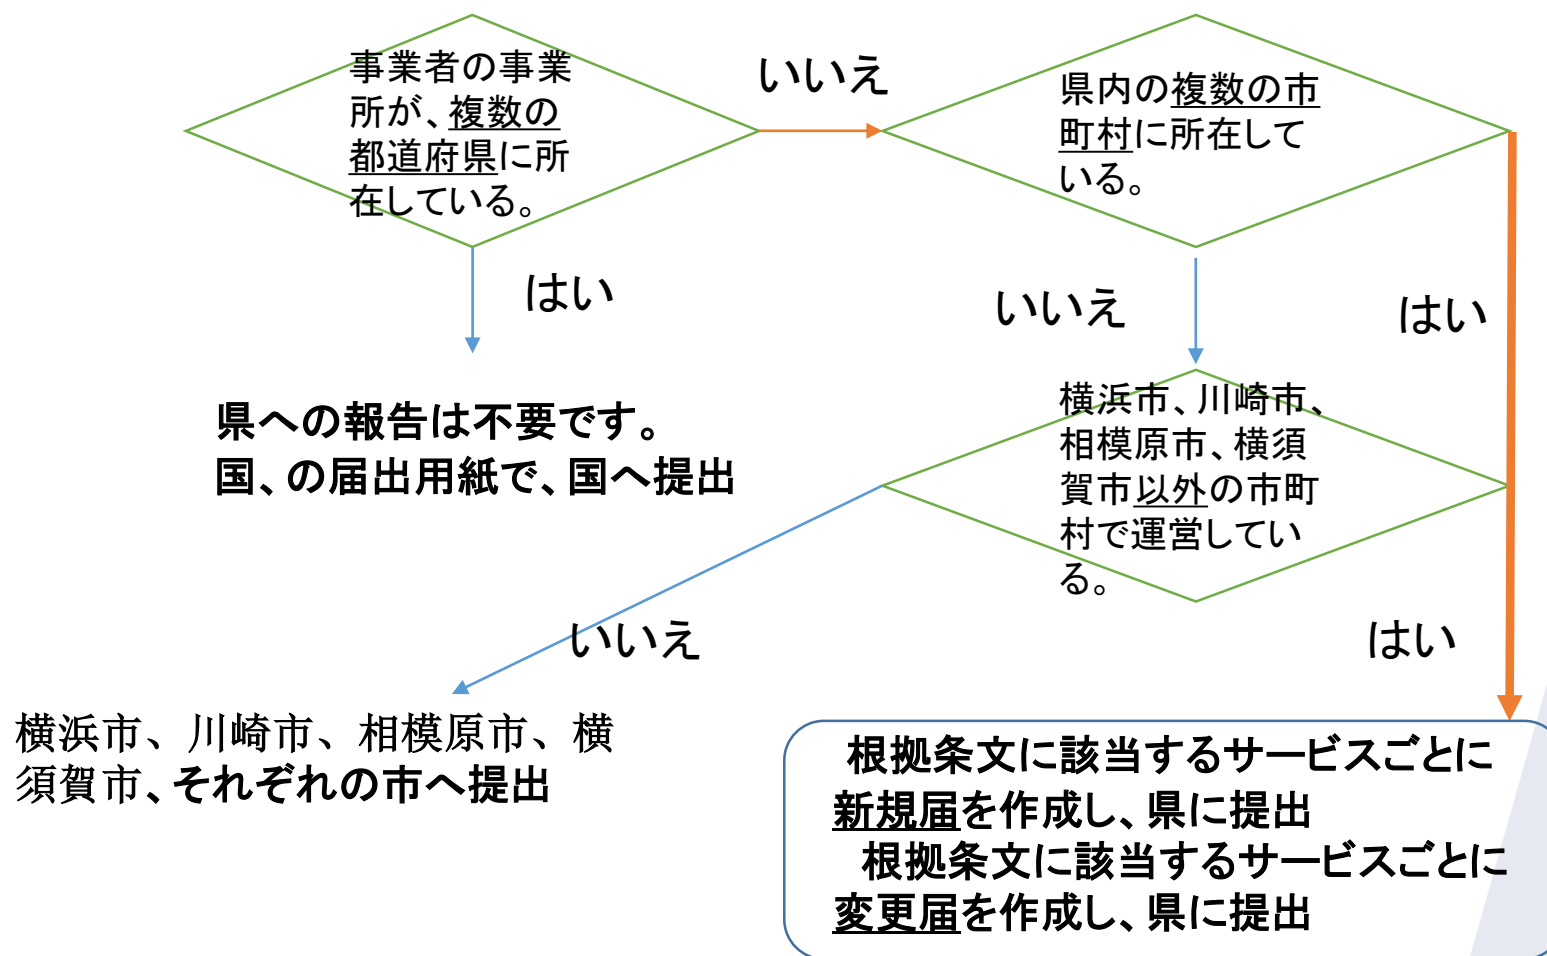 事業者の事業
所が、複数の
都道府県に所
在している。
いいえ
県内の複数の市
町村に所在して
いる。
はい
いいえ
はい
県への報告は不要です。
国、の届出用紙で、国へ提出
横浜市、川崎市、
相模原市、横須
賀市以外の市町
村で運営してい
る。
いいえ
はい
横浜市、川崎市、相模原市、横
須賀市、それぞれの市へ提出
根拠条文に該当するサービスごとに
新規届を作成し、県に提出
根拠条文に該当するサービスごとに
変更届を作成し、県に提出